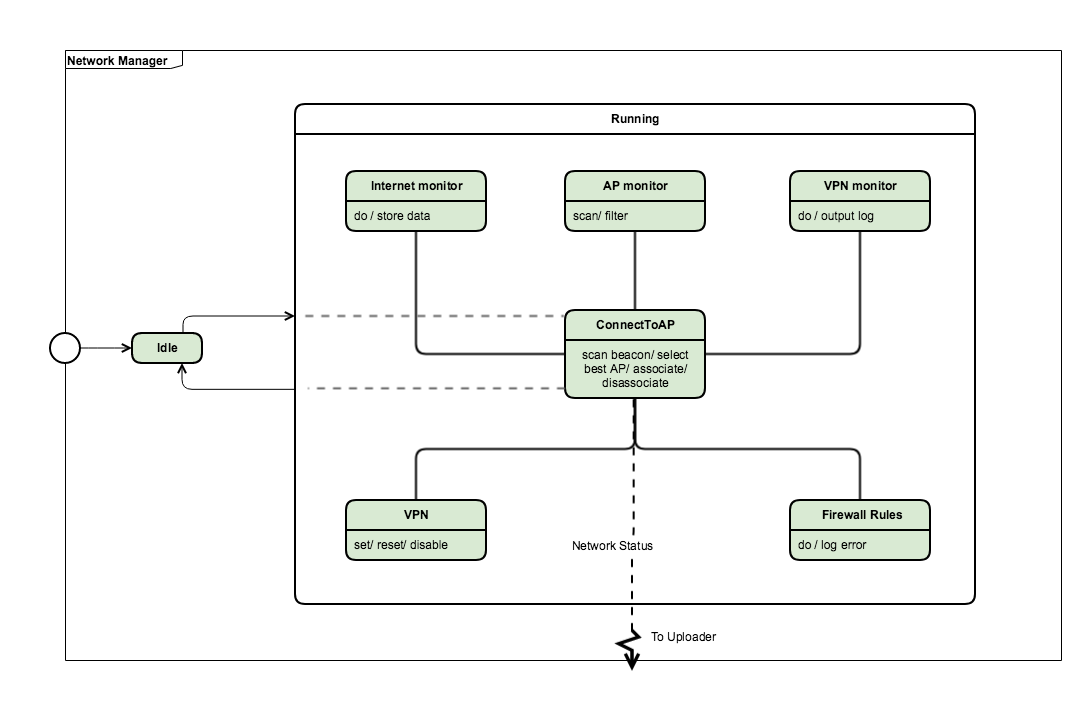 Network Manager
Running
Internet monitor
do / store data
AP monitor
scan/ filter
VPN monitor
do / output log
Idle
ConnectToAP
scan beacon/ select
best AP/ associate/
disassociate
VPN
set/ reset/ disable
Firewall Rules
do / log error
Network Status
To Uploader